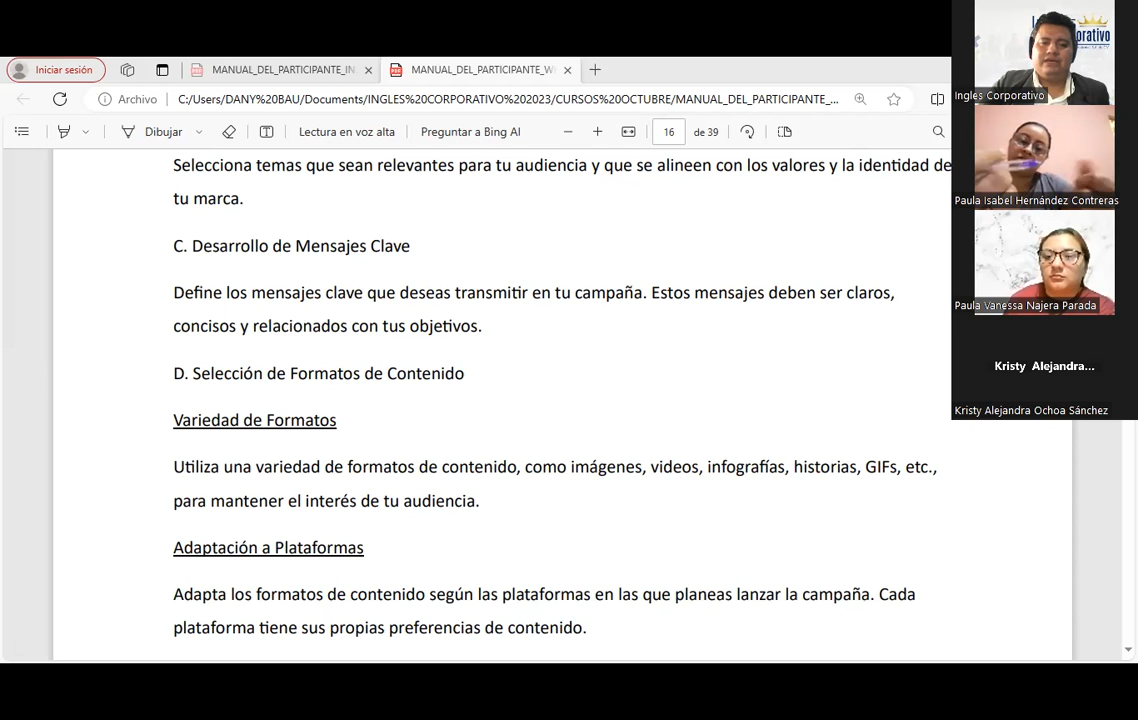 Iniciar sesión
MANUAL_DEL_PARTICIPANTE_IN.
MANUAL_DEL_PARTICIPANTE_W
Archivo
C:/Users/DANY%20BAU/Documents/INGLES%20CORPORATIVO%202023/CURSOS%20OCTUBRE/MANUAL_DEL_PARTICIPANTE_...
Dibujar
Lectura en voz alta
Preguntar a Bing AI
16 de 39
Selecciona temas que sean relevantes para tu audiencia y que se alineen con los valores y la identidad de
tu marca.
C. Desarrollo de Mensajes Clave
Define los mensajes clave que deseas transmitir en tu campaña. Estos mensajes deben ser claros,
concisos y relacionados con tus objetivos.
D. Selección de Formatos de Contenido
Variedad de Formatos
Utiliza una variedad de formatos de contenido, como imágenes, videos, infografías, historias, GIFs, etc.,
para mantener el interés de tu audiencia.
Adaptación a Plataformas
Adapta los formatos de contenido según las plataformas en las que planeas lanzar la campaña. Cada
plataforma tiene sus propias preferencias de contenido.
Ingles Corporativo
Paula Isabel Hernández Contreras
Paula Vanessa Najera Parada
Kristy Alejandra...
Kristy Alejandra Ochoa Sánchez